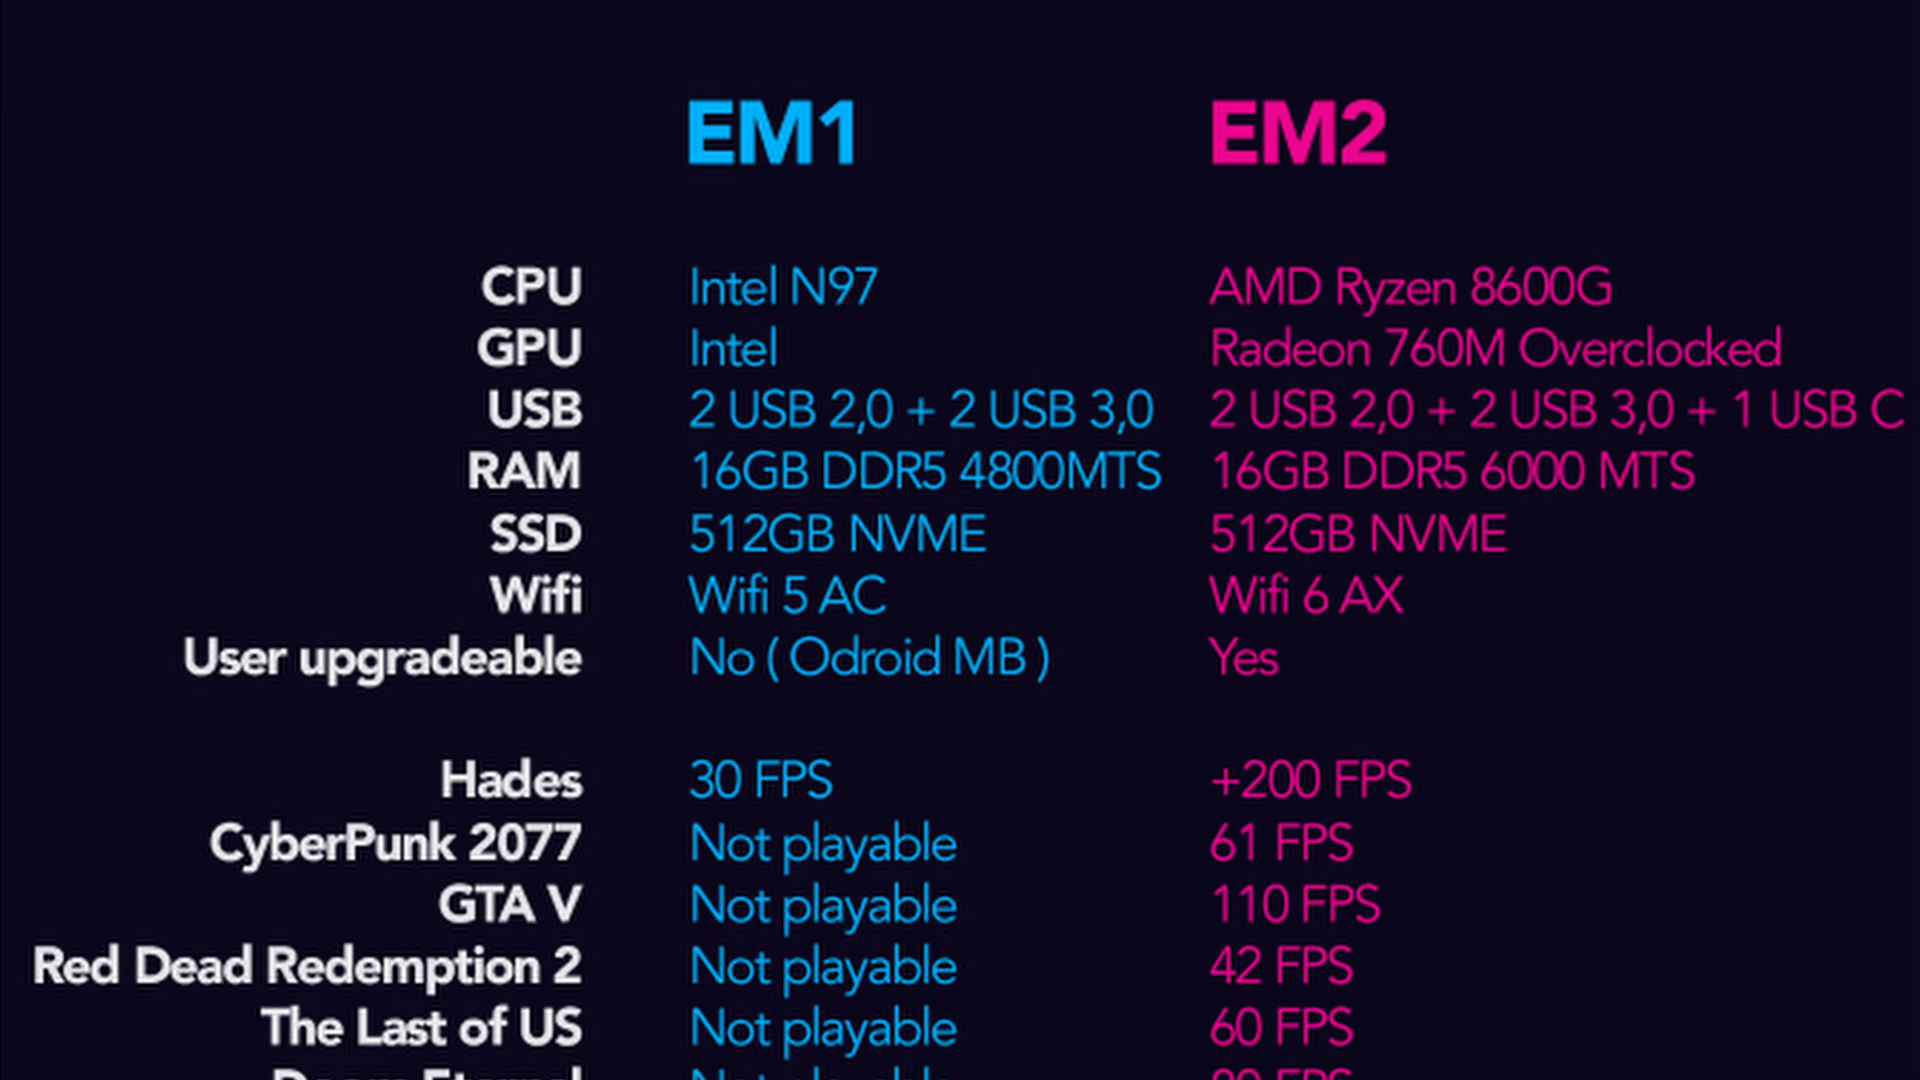 EM1 EM2
CPU Intel N97 AMD Ryzen 8600G
GPU Intel Radeon 760M Overclocked
USB 2 USB 2,0 + 2 USB 3,0 2 USB 2,0 + 2 USB 3,0 + 1 USB C
RAM 16GB DDR5 4800MTS 16GB DDR5 6000 MTS
SSD 512GB NVME 512GB NVME
Wifi Wifi 5 AC Wifi 6 AX
User upgradeable No ( Odroid MB ) Yes
Hades 30 FPS +200 FPS
CyberPunk 2077 Not playable 61 FPS
GTA V Not playable 110 FPS
Red Dead Redemption 2 Not playable 42 FPS
The Last of US Not playable 60 FPS